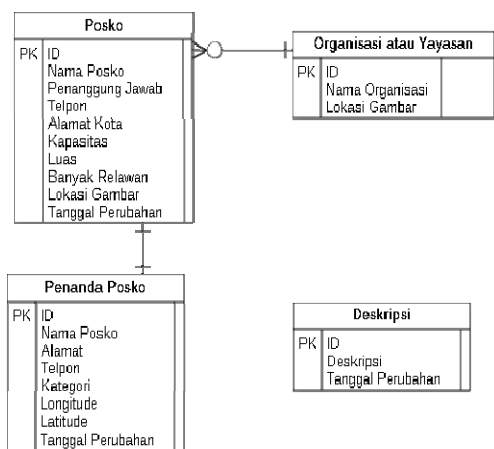 Posko
PK ID
Nama Posko
Penanggung Jawab
Telpon
Alamat Kota
Kapasitas
Luas
Banyak Relawan
Lokasi Gambar
Tanggal Perubahan
Organisasi atau Yayasan
PK ID
Nama Organisasi
Lokasi Gambar
Penanda Posko
PK ID
Nama Posko
Alamat
Telpon
Kategori
Longitude
Latitude
Tanggal Perubahan
Deskripsi
PK ID
Deskripsi
Tanggal Perubahan